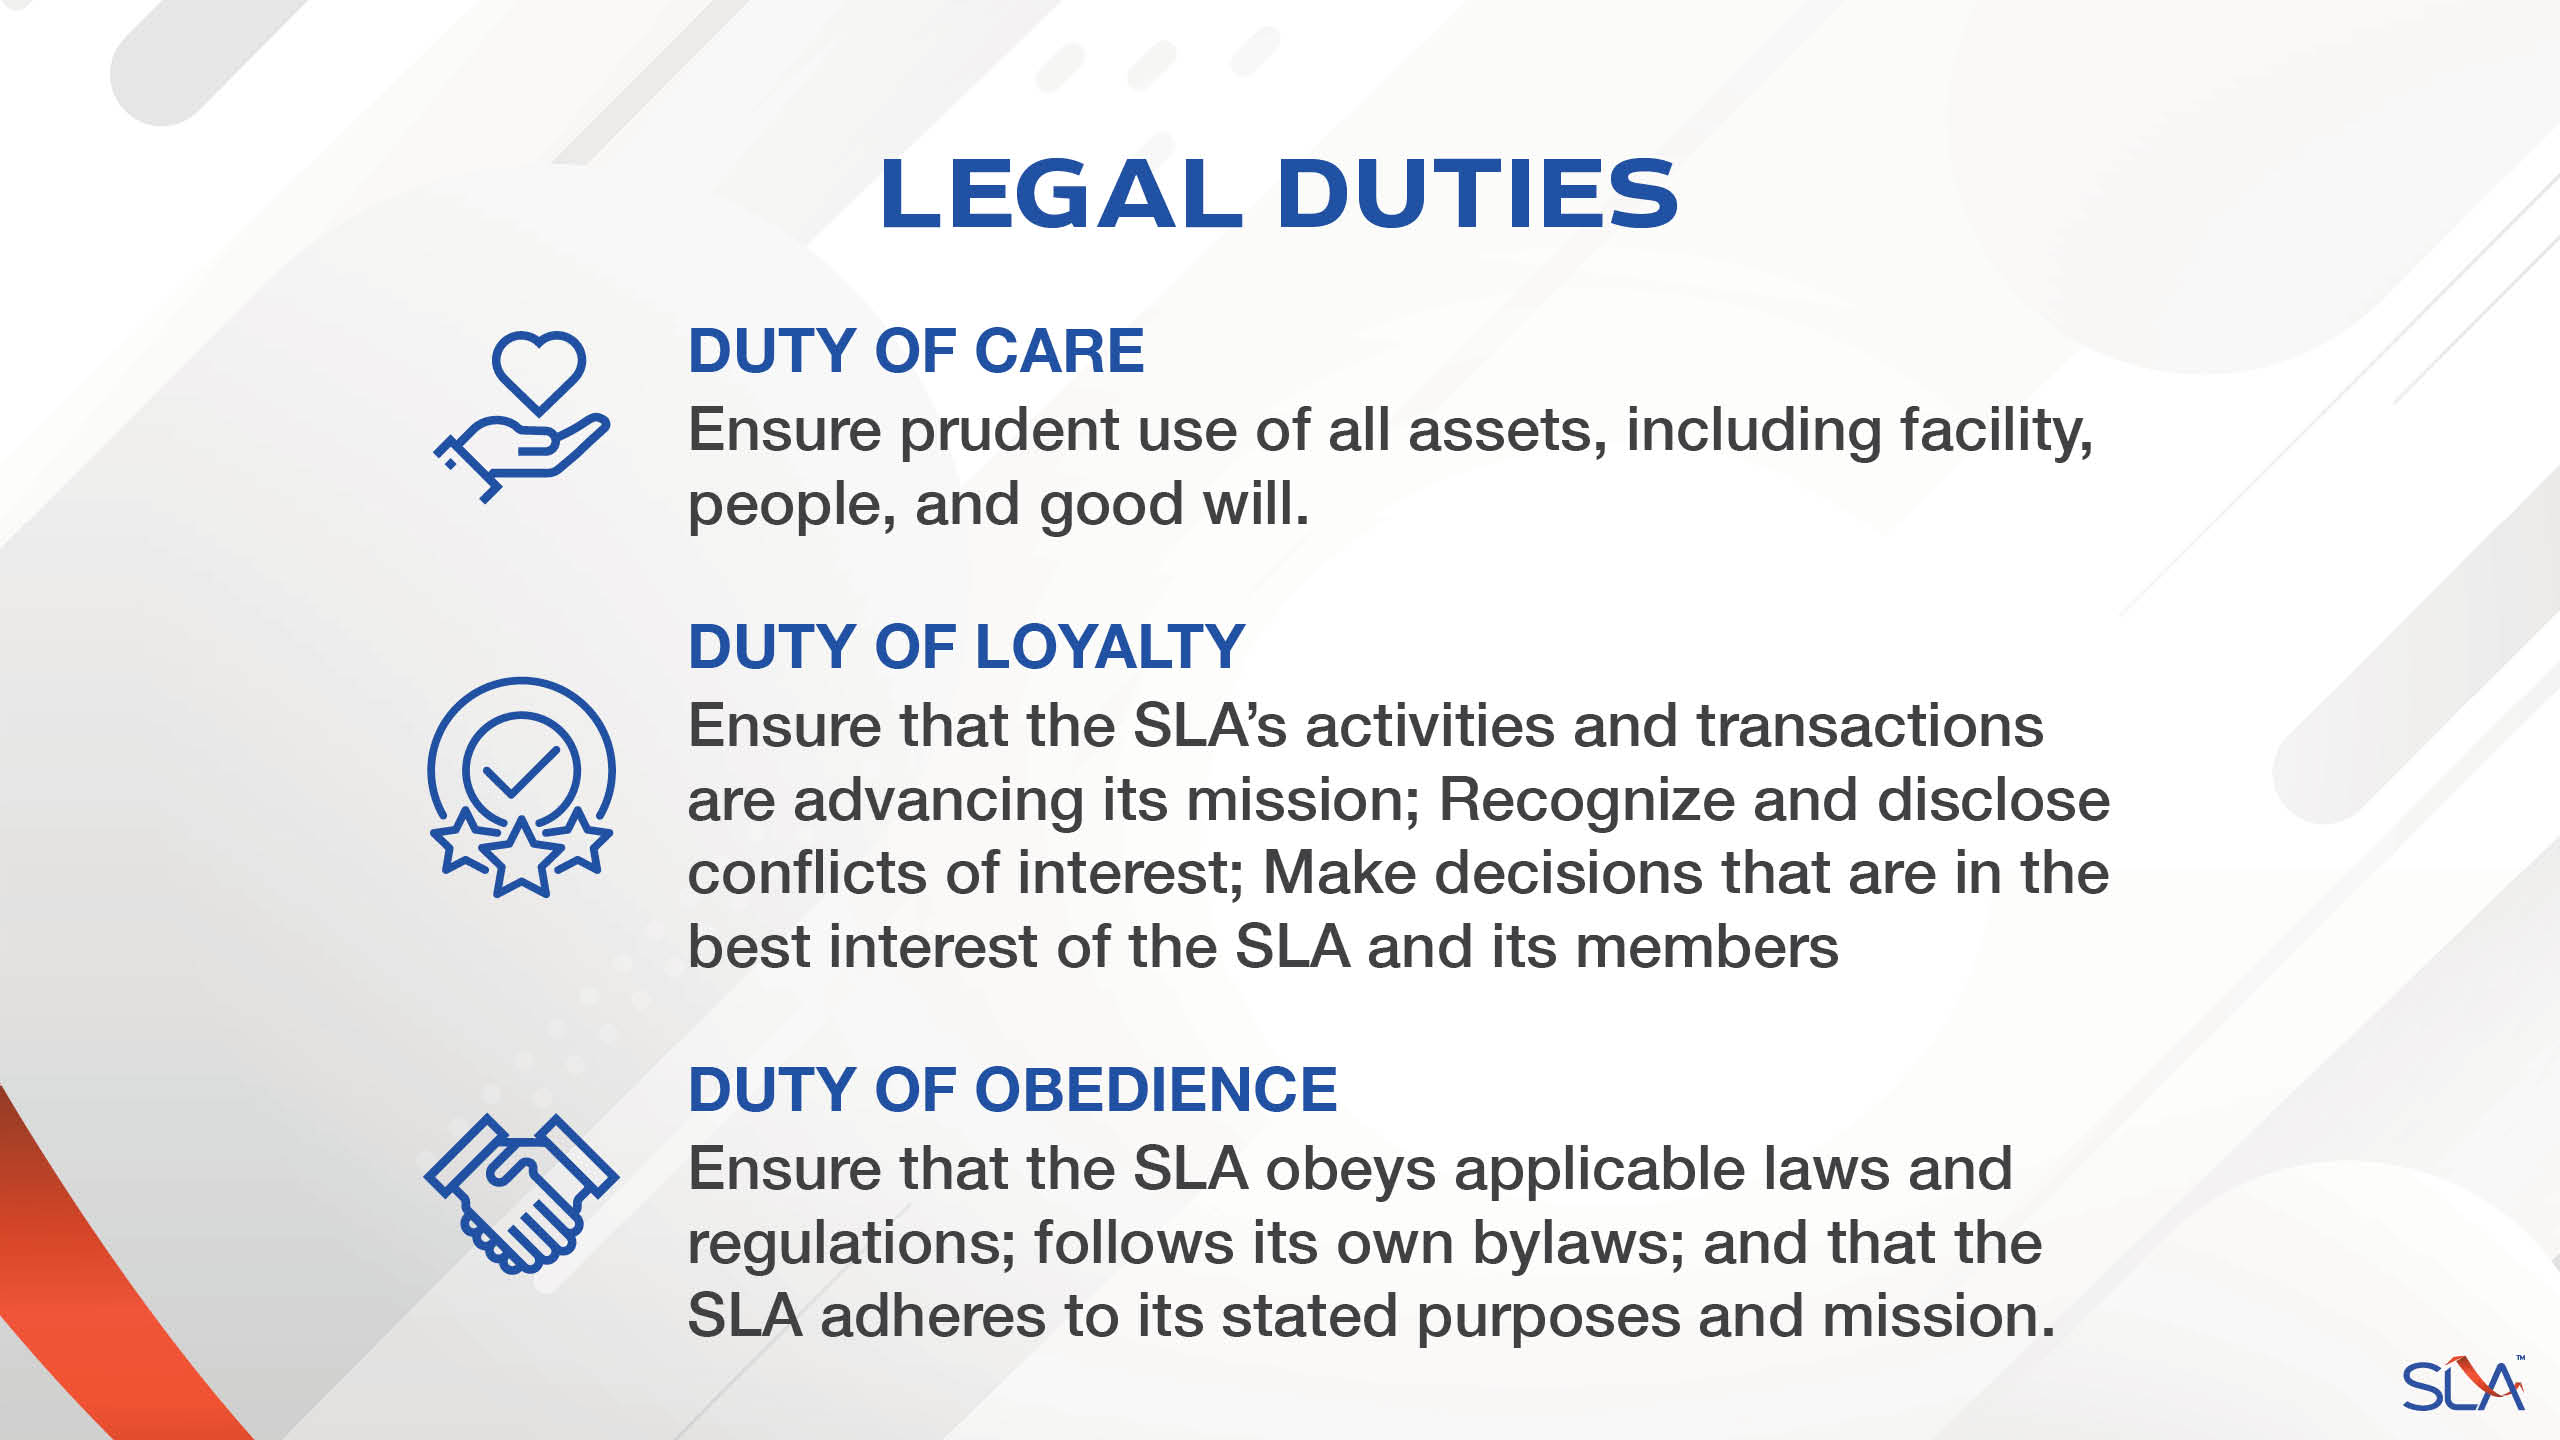 LEGAL DUTIES
DUTY OF CARE
Ensure prudent use of all assets, including facility,
people, and good will.
DUTY OF LOYALTY
Ensure that the SLA’s activities and transactions
are advancing its mission; Recognize and disclose
conflicts of interest; Make decisions that are in the
best interest of the SLA and its members
DUTY OF OBEDIENCE
Ensure that the SLA obeys applicable laws and
regulations; follows its own bylaws; and that the
SLA adheres to its stated purposes and mission.
SLA™